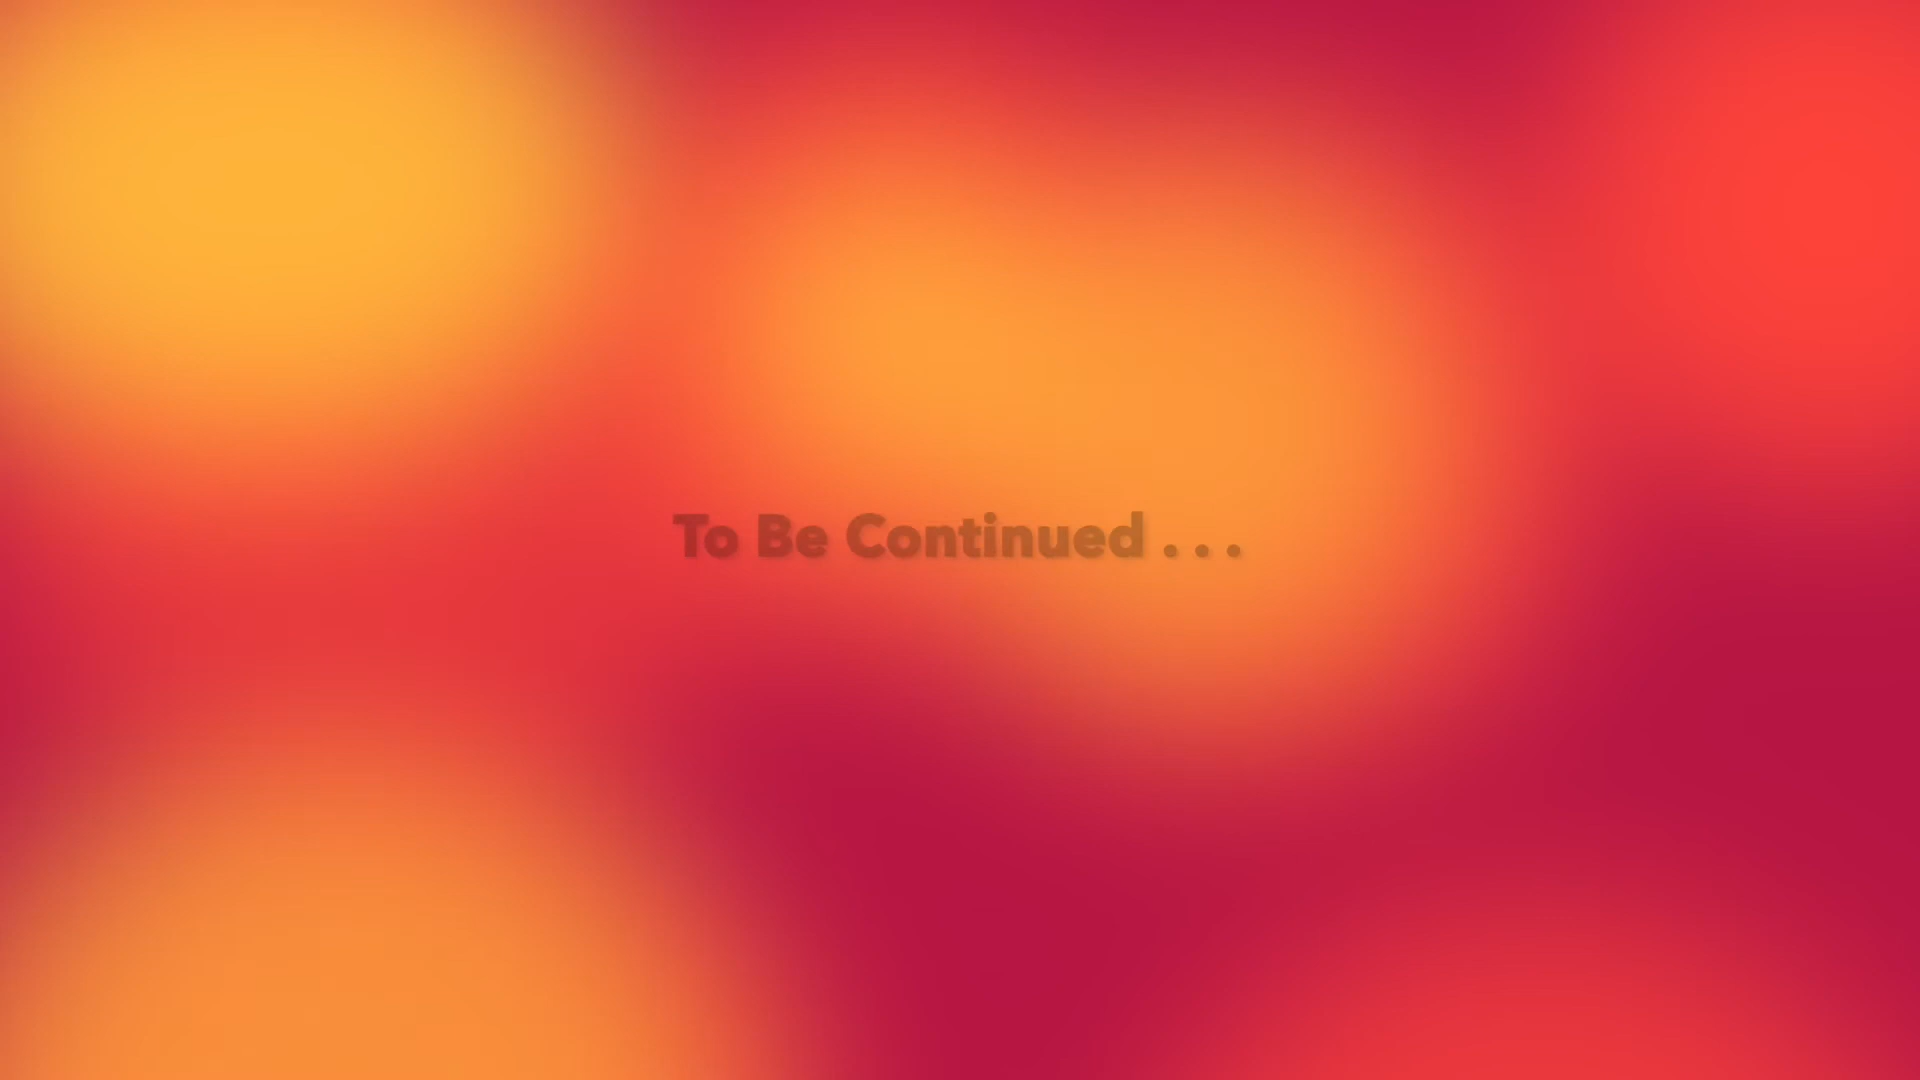 To Be Continued . . .